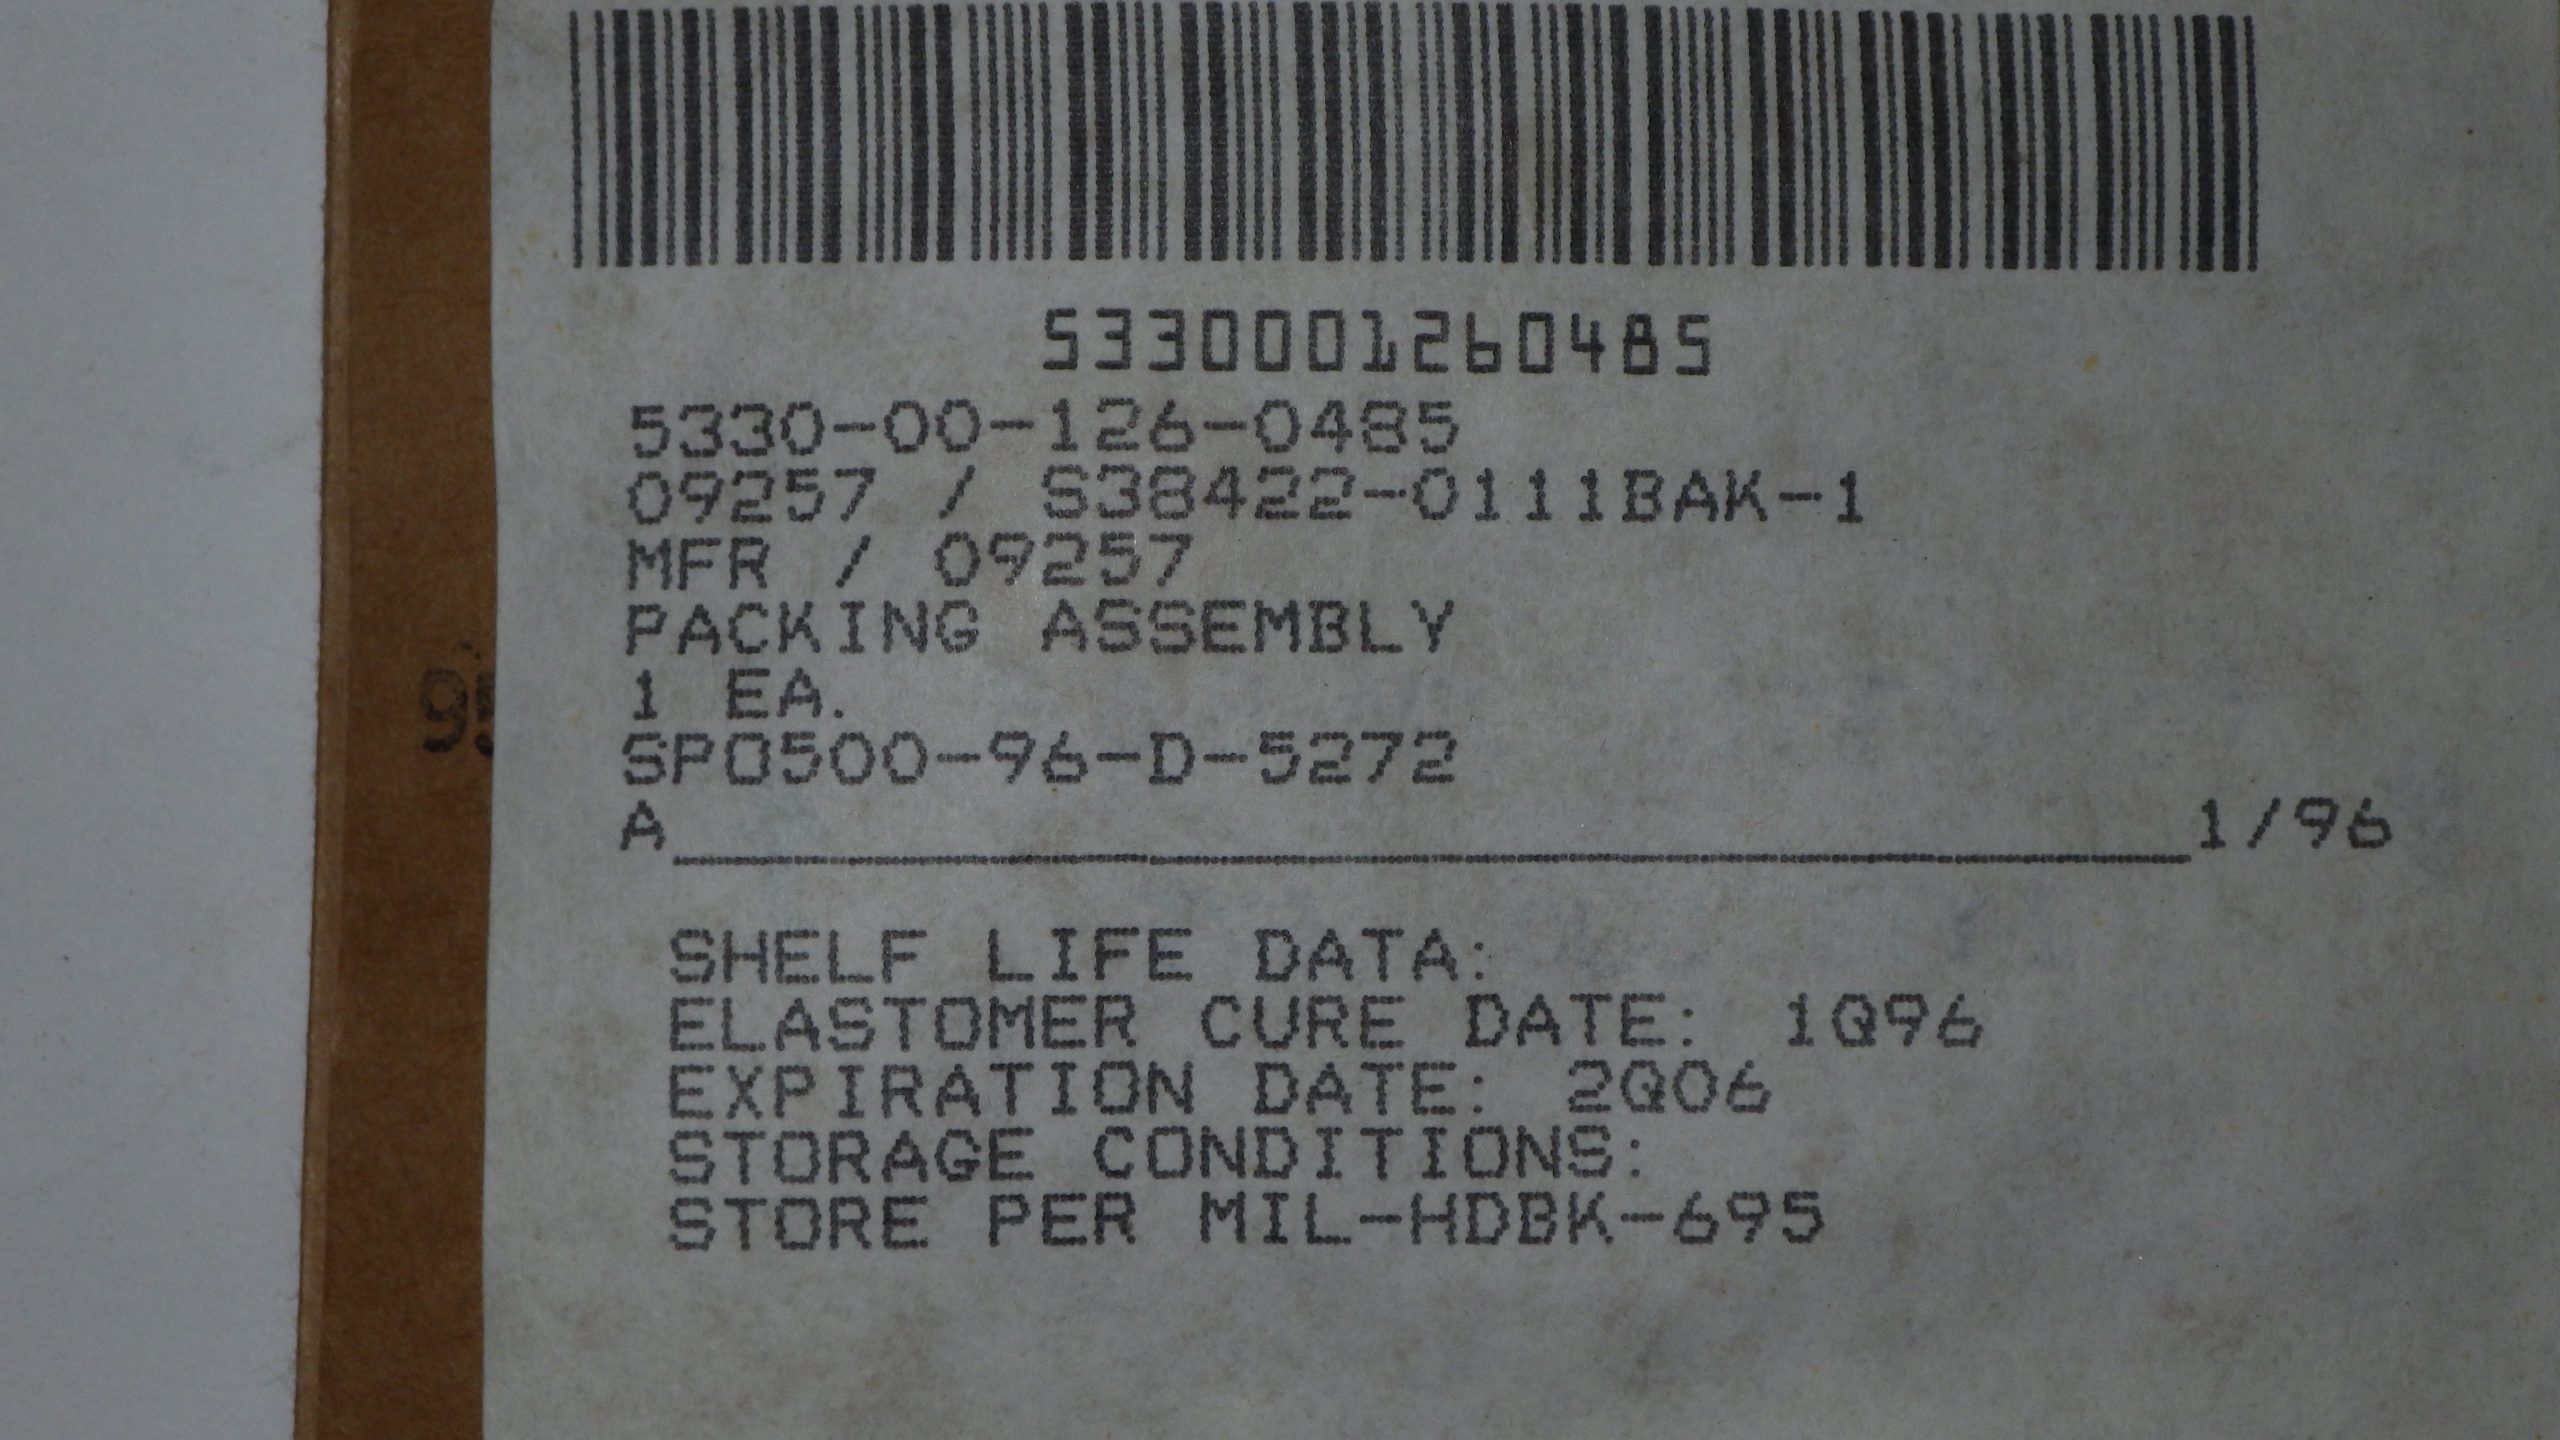 5330001260485
5330-00-126-0485
09257 / S38422-0111BAK-1
MFR / 09257
PACKING ASSEMBLY
1 EA.
SP0500-96-D-5272
A 1/96
SHELF LIFE DATA:
ELASTOMER CURE DATE: 1Q96
EXPIRATION DATE: 2Q06
STORAGE CONDITIONS:
STORE PER MIL-HDBK-695